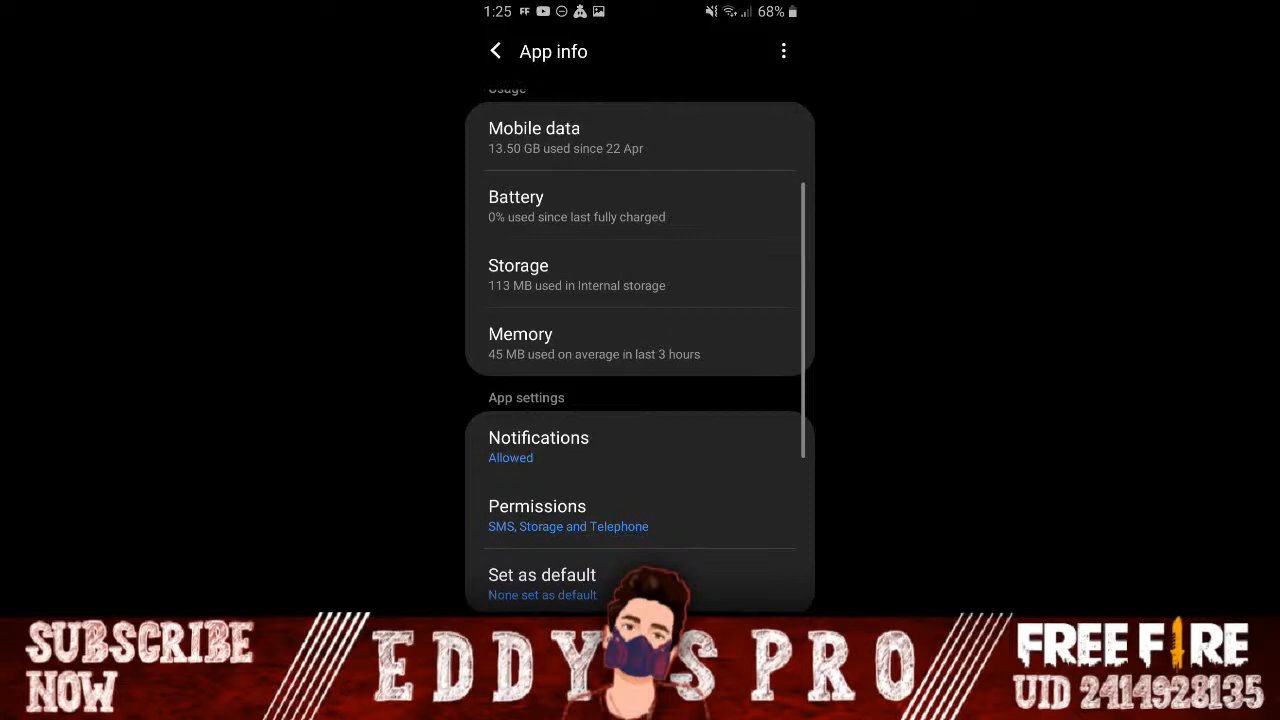 1:25 FF 68%
App info
Usage
Mobile data
13.50 GB used since 22 Apr
Battery
0% used since last fully charged
Storage
113 MB used in Internal storage
Memory
45 MB used on average in last 3 hours
App settings
Notifications
Allowed
Permissions
SMS, Storage and Telephone
Set as default
None set as default
SUBSCRIBE
NOW
EDDY'S PRO
FREE FIRE
UID 2414928135